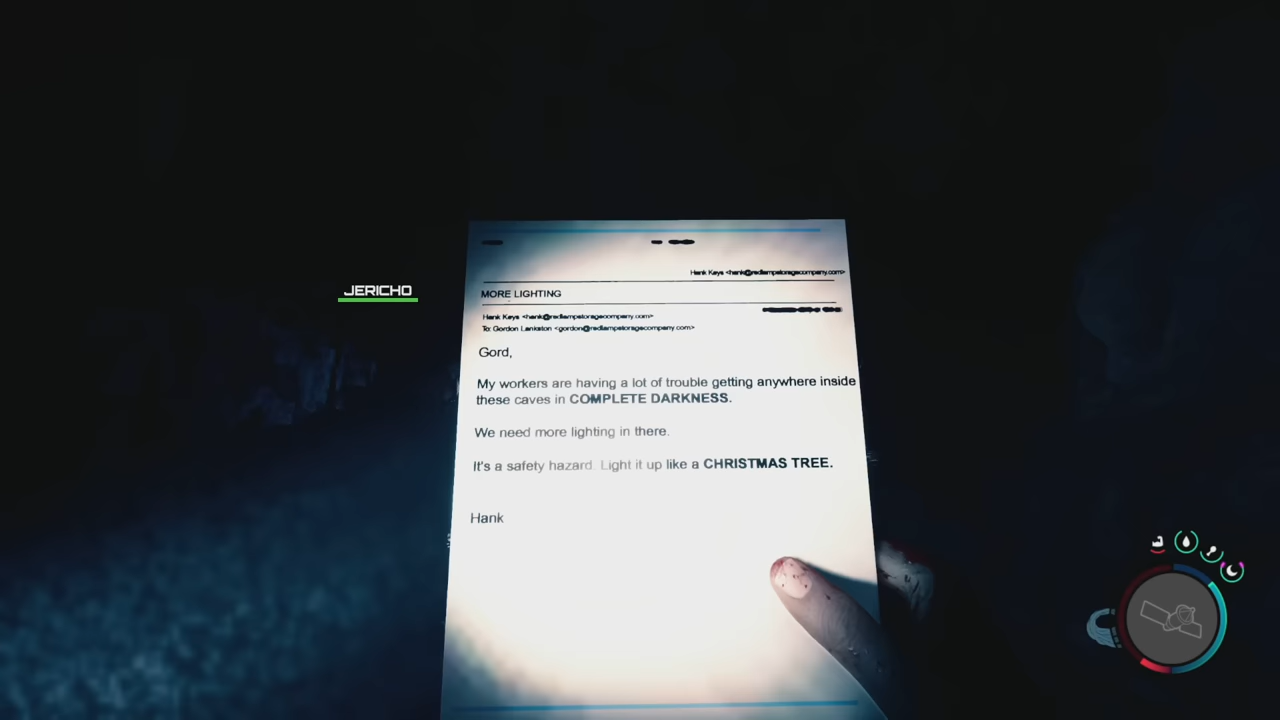 JERICHO
Hank Keys <hank@redlampstoragecompany.com>
MORE LIGHTING
Hank Keys <hank@redlampstoragecompany.com>
To: Gordon Lankston <gordon@redlampstoragecompany.com>
Gord,
My workers are having a lot of trouble getting anywhere inside
these caves in COMPLETE DARKNESS.
We need more lighting in there.
It's a safety hazard. Light it up like a CHRISTMAS TREE.
Hank